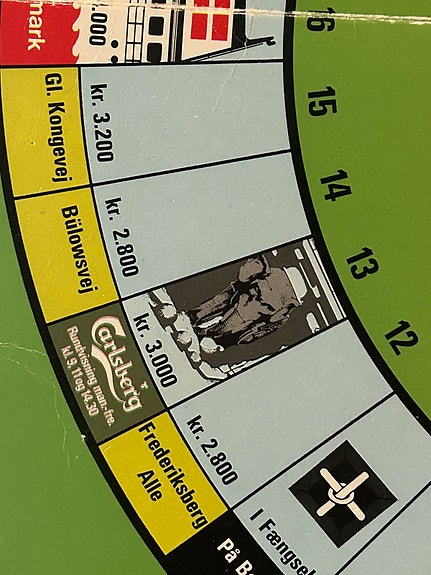 16
mark
.000
15
Gl. Kongevej
kr. 3.200
14
Bülowsvej
kr. 2.800
13
Carlsberg
Rundvisning man.-fre.
kl. 9, 11 og 14.30
kr. 3.000
12
Frederiksberg
Alle
kr. 2.800
I Fængsel
På B